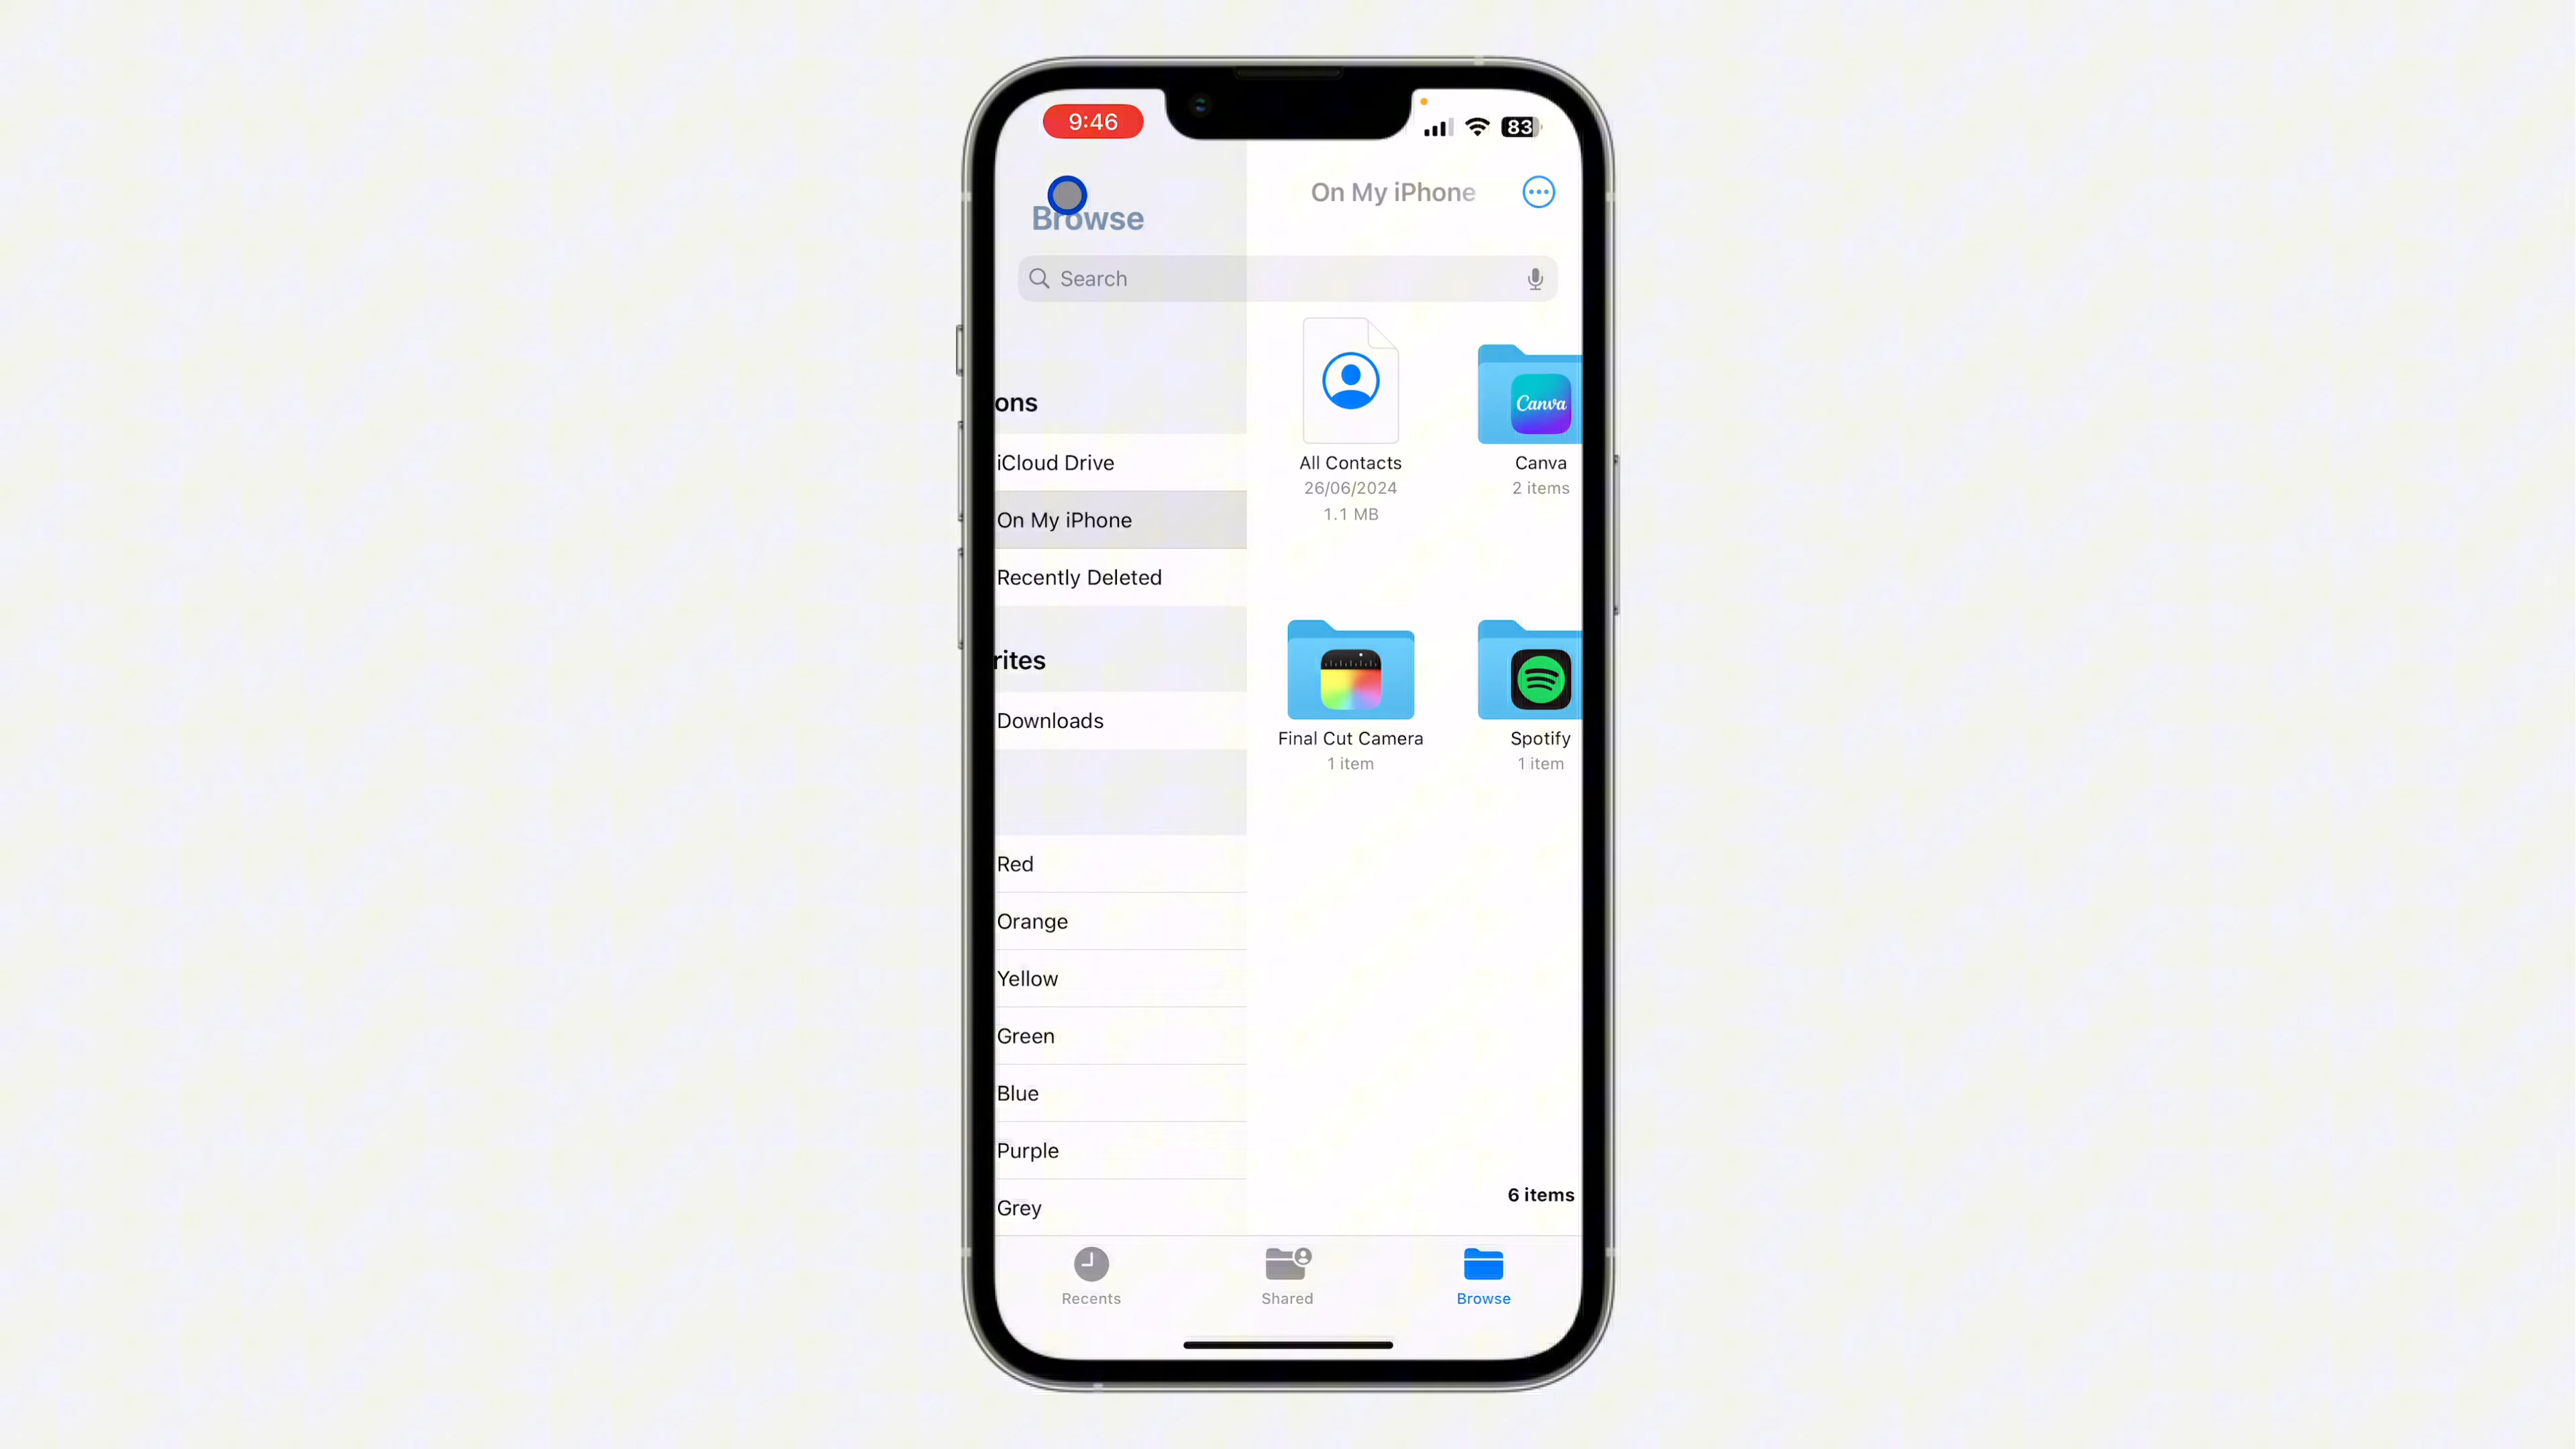 9:46
83
Browse
On My iPhone
Search
ons
iCloud Drive
On My iPhone
Recently Deleted
rites
Downloads
Red
Orange
Yellow
Green
Blue
Purple
Grey
All Contacts
26/06/2024
1.1 MB
Canva
Canva
2 items
Final Cut Camera
1 item
Spotify
1 item
6 items
Recents
Shared
Browse